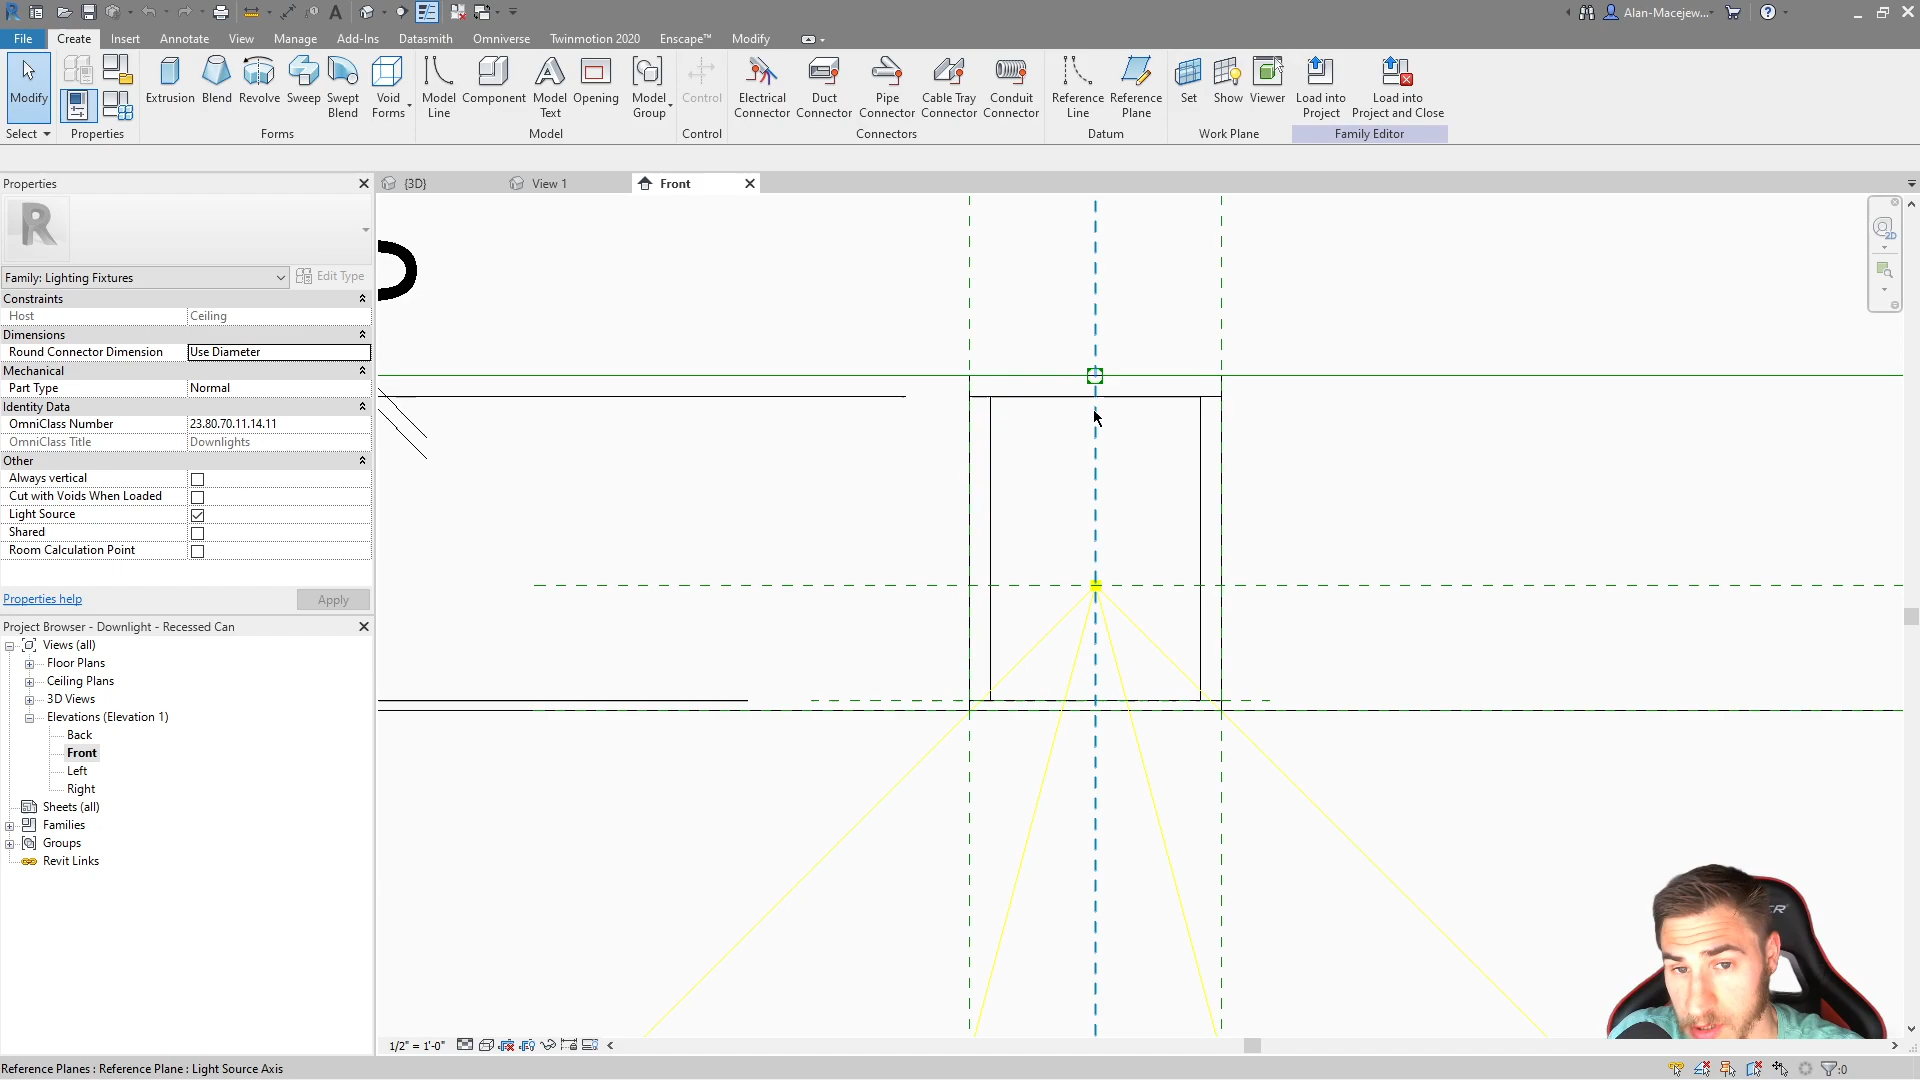 Alan-Macejew...
File
Create
Insert
Annotate
View
Manage
Add-Ins
Datasmith
Omniverse
Twinmotion 2020
Enscape™
Modify
Modify
Extrusion
Blend
Revolve
Sweep
Swept Blend
Void Forms
Model Line
Component
Model Text
Opening
Model Group
Control
Electrical Connector
Duct Connector
Pipe Connector
Cable Tray Connector
Conduit Connector
Reference Line
Reference Plane
Set
Show
Viewer
Load into Project
Load into Project and Close
Select
Properties
Forms
Model
Control
Connectors
Datum
Work Plane
Family Editor
Properties
{3D}
View 1
Front
R
2D
Family: Lighting Fixtures
Edit Type
Constraints
Host Ceiling
Dimensions
Round Connector Dimension Use Diameter
Mechanical
Part Type Normal
Identity Data
OmniClass Number 23.80.70.11.14.11
OmniClass Title Downlights
Other
Always vertical
Cut with Voids When Loaded
Light Source
Shared
Room Calculation Point
Properties help
Apply
Project Browser - Downlight - Recessed Can
Views (all)
Floor Plans
Ceiling Plans
3D Views
Elevations (Elevation 1)
Back
Front
Left
Right
Sheets (all)
Families
Groups
Revit Links
1/2" = 1'-0"
Reference Planes : Reference Plane : Light Source Axis
:0